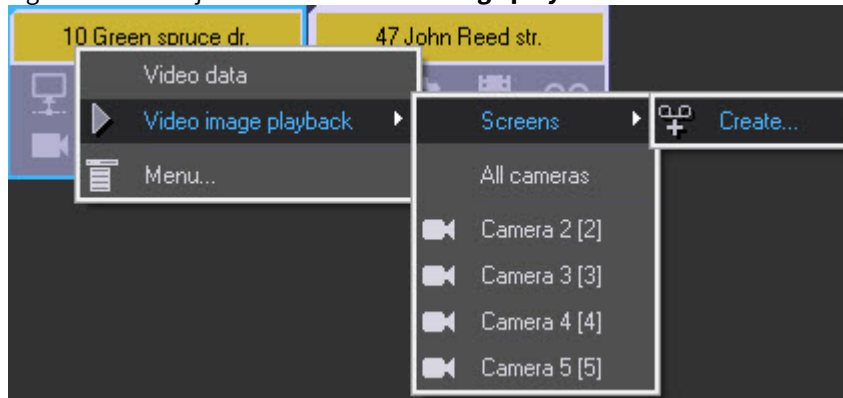 10 Green spruce dr.
47 John Reed str.
Video data
Video image playback
Menu...
Screens
All cameras
Camera 2 [2]
Camera 3 [3]
Camera 4 [4]
Camera 5 [5]
Create...